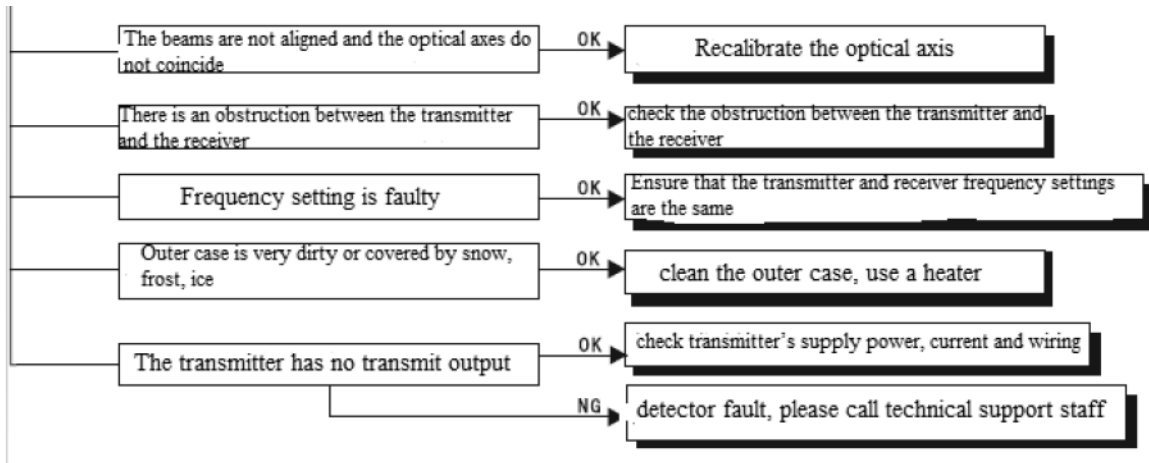 The beams are not aligned and the optical axes do
not coincide
OK
Recalibrate the optical axis
There is an obstruction between the transmitter
and the receiver
OK
check the obstruction between the transmitter and
the receiver
Frequency setting is faulty
OK
Ensure that the transmitter and receiver frequency settings
are the same
Outer case is very dirty or covered by snow,
frost, ice
OK
clean the outer case, use a heater
The transmitter has no transmit output
OK
check transmitter's supply power, current and wiring
NG
detector fault, please call technical support staff